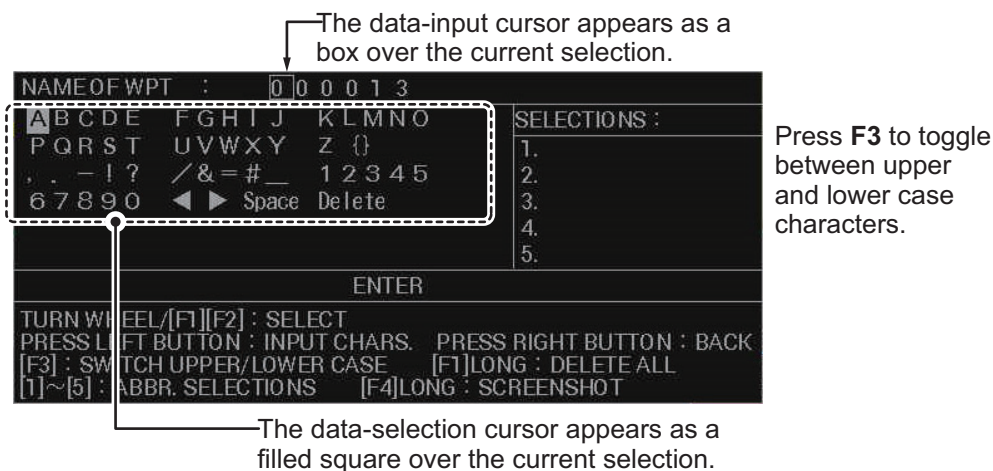 The data-input cursor appears as a
box over the current selection.
NAME OF WPT : 0 0 0 0 1 3
A B C D E F G H I J K L M N O
P Q R S T U V W X Y Z { }
, . - ! ? / & = # _ 1 2 3 4 5
6 7 8 9 0 ◀ ▶ Space Delete
SELECTIONS :
1.
2.
3.
4.
5.
Press F3 to toggle
between upper
and lower case
characters.
ENTER
TURN WHEEL/[F1][F2] : SELECT
PRESS LEFT BUTTON : INPUT CHARS. PRESS RIGHT BUTTON : BACK
[F3] : SWITCH UPPER/LOWER CASE [F1]LONG : DELETE ALL
[1]~[5] : ABBR. SELECTIONS [F4]LONG : SCREENSHOT
The data-selection cursor appears as a
filled square over the current selection.